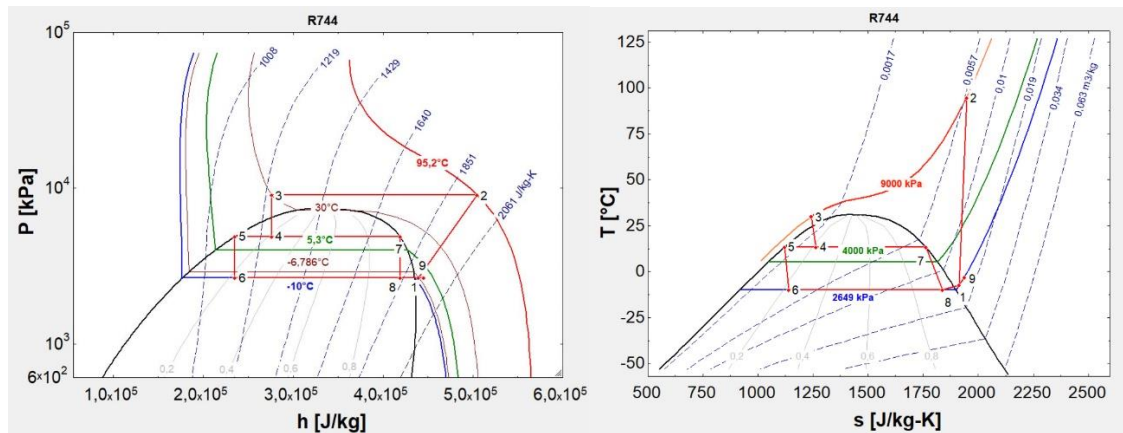 R744
10⁵
10⁴
10³
6×10²
P [kPa]
1,0x10⁵
2,0x10⁵
3,0x10⁵
4,0x10⁵
5,0x10⁵
6,0x10⁵
h [J/kg]
1008
1219
1429
1640
1851
2061 J/kg-K
95,2°C
30°C
5,3°C
-6,786°C
-10°C
3
2
5
4
7
9
6
8
1
0,2
0,4
0,6
0,8
R744
125
100
75
50
25
0
-25
-50
T [°C]
500
750
1000
1250
1500
1750
2000
2250
2500
s [J/kg-K]
0,0017
0,0057
0,01
0,019
0,034
0,063 m3/kg
9000 kPa
4000 kPa
2649 kPa
2
3
5
4
7
9
6
8
1
0,2
0,4
0,6
0,8